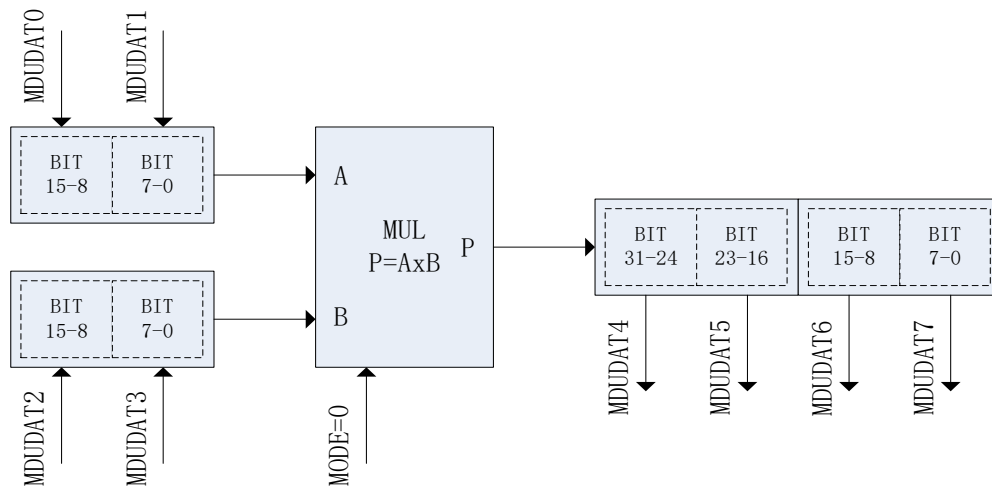 MDUDAT0
MDUDAT1
BIT
15-8
BIT
7-0
A
BIT
15-8
BIT
7-0
B
MUL
P=AxB
P
BIT
31-24
BIT
23-16
BIT
15-8
BIT
7-0
MDUDAT2
MDUDAT3
MODE=0
MDUDAT4
MDUDAT5
MDUDAT6
MDUDAT7